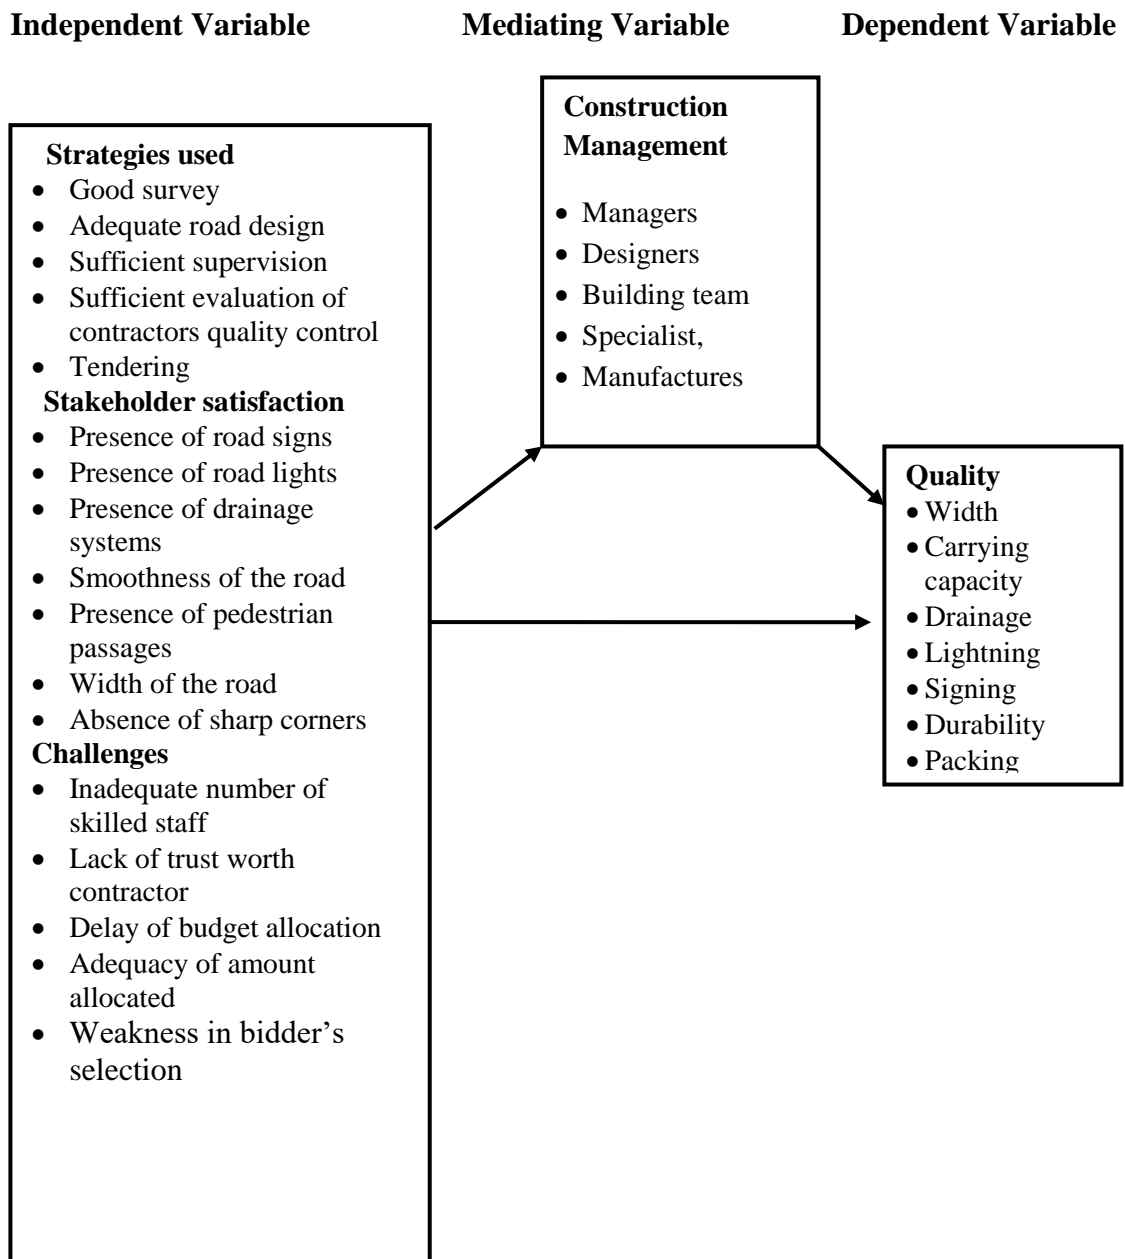 Independent Variable Mediating Variable Dependent Variable
Strategies used
• Good survey
• Adequate road design
• Sufficient supervision
• Sufficient evaluation of
contractors quality control
• Tendering
Stakeholder satisfaction
• Presence of road signs
• Presence of road lights
• Presence of drainage
systems
• Smoothness of the road
• Presence of pedestrian
passages
• Width of the road
• Absence of sharp corners
Challenges
• Inadequate number of
skilled staff
• Lack of trust worth
contractor
• Delay of budget allocation
• Adequacy of amount
allocated
• Weakness in bidder’s
selection
Construction
Management
• Managers
• Designers
• Building team
• Specialist,
• Manufactures
Quality
• Width
• Carrying
capacity
• Drainage
• Lightning
• Signing
• Durability
• Packing